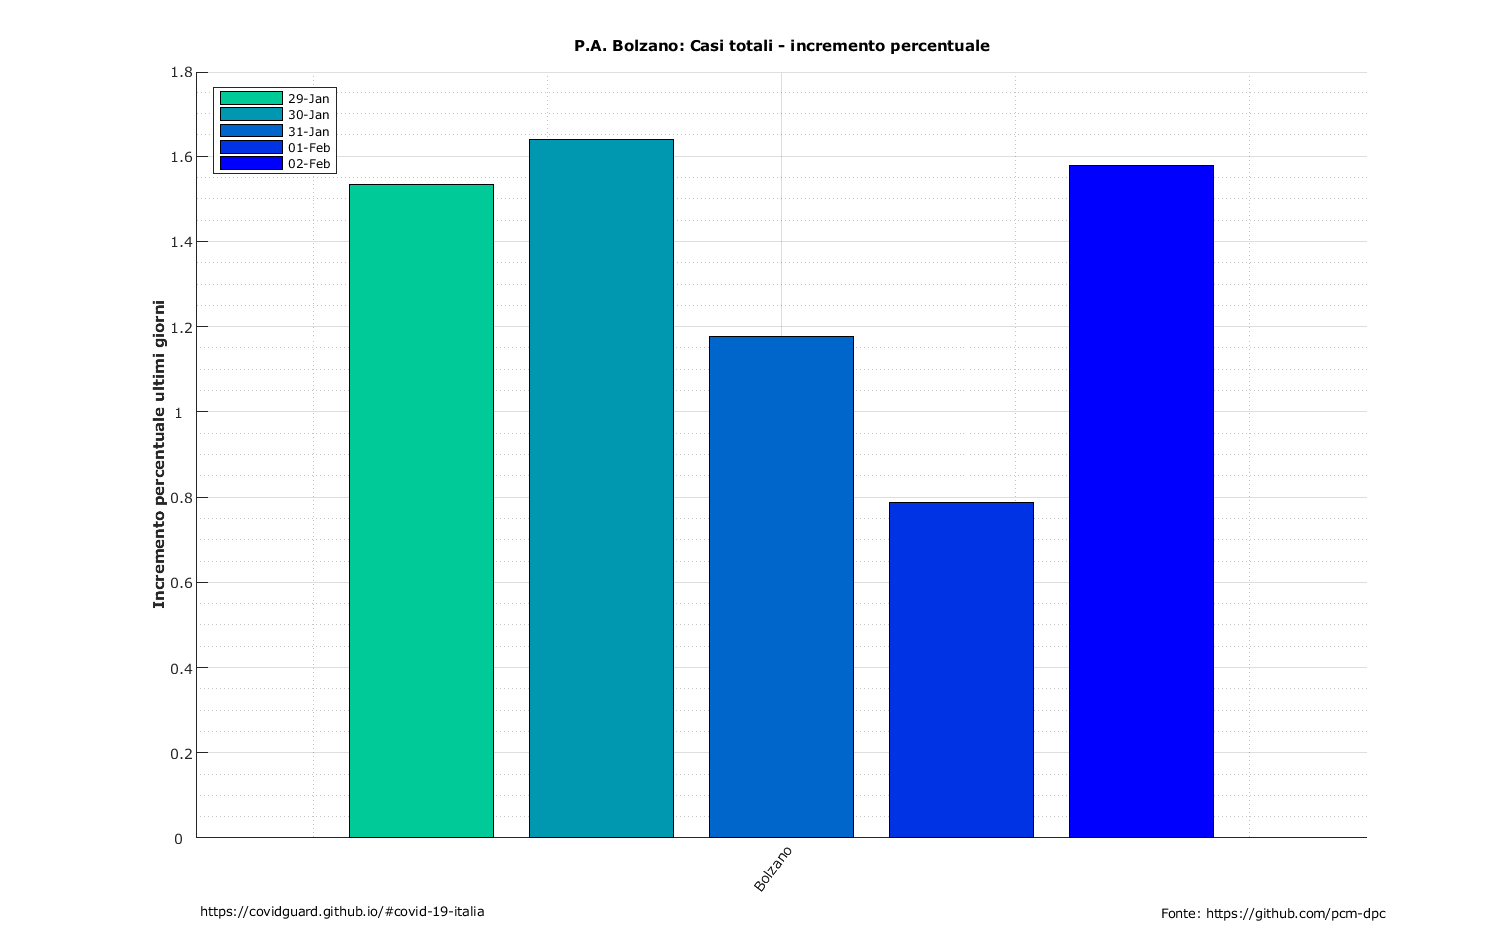 P.A. Bolzano: Casi totali - incremento percentuale
Incremento percentuale ultimi giorni
1.8
1.6
1.4
1.2
1
0.8
0.6
0.4
0.2
0
29-Jan
30-Jan
31-Jan
01-Feb
02-Feb
Bolzano
https://covidguard.github.io/#covid-19-italia
Fonte: https://github.com/pcm-dpc